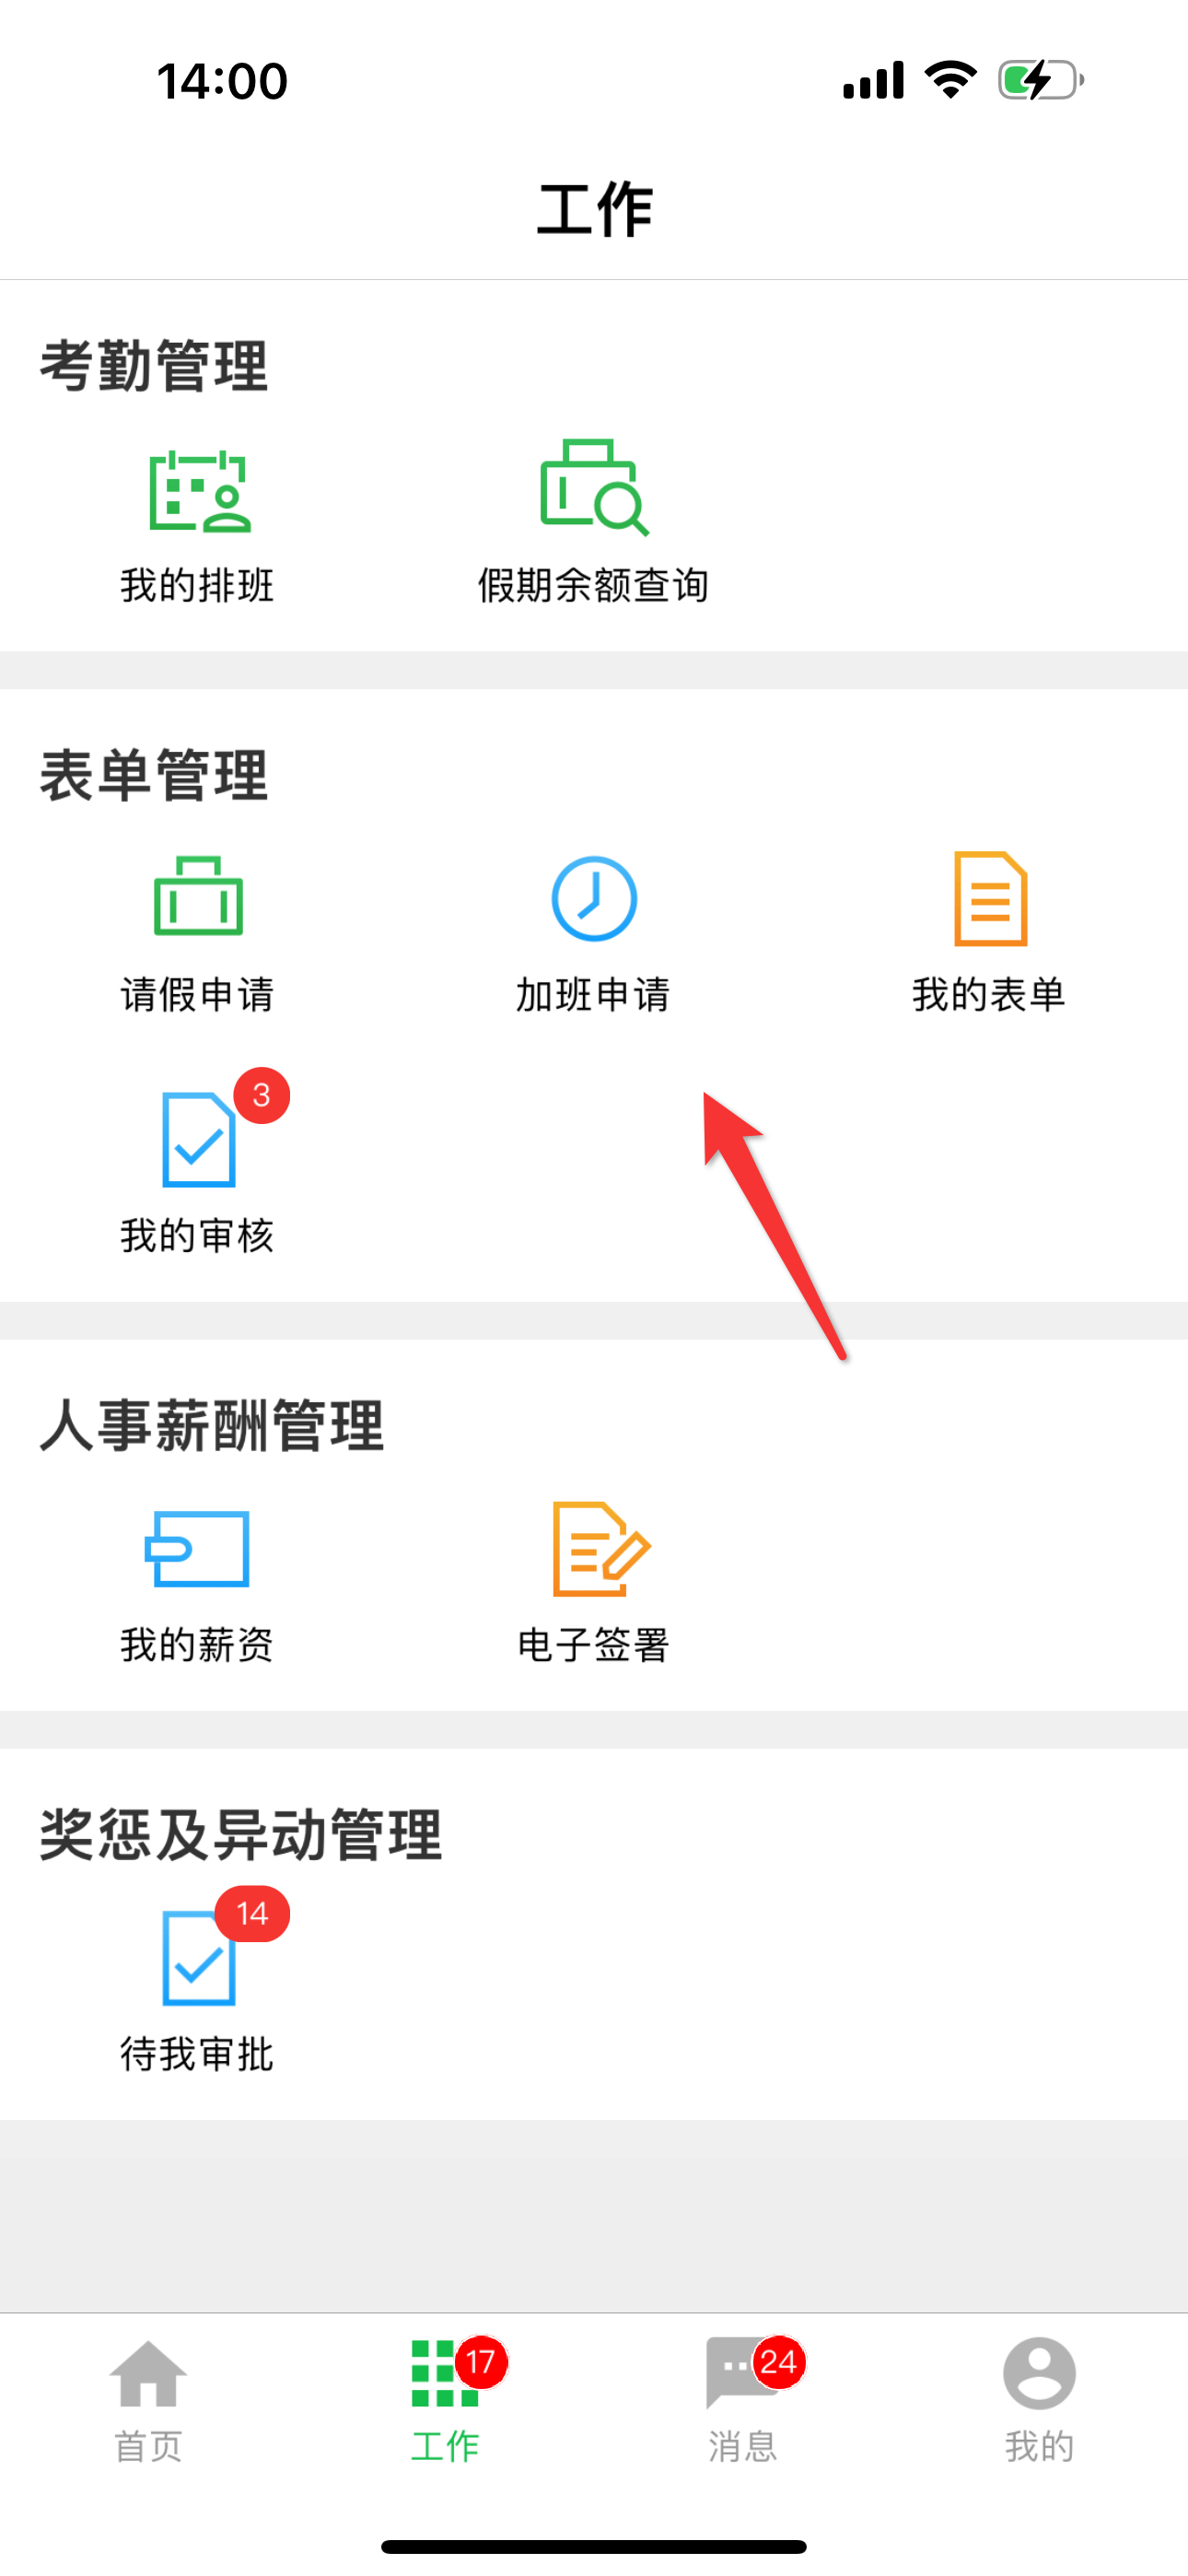 14:00
工作
考勤管理
我的排班 假期余额查询
表单管理
请假申请 加班申请 我的表单
3
我的审核
人事薪酬管理
我的薪资 电子签署
奖惩及异动管理
14
待我审批
17 24
首页 工作 消息 我的